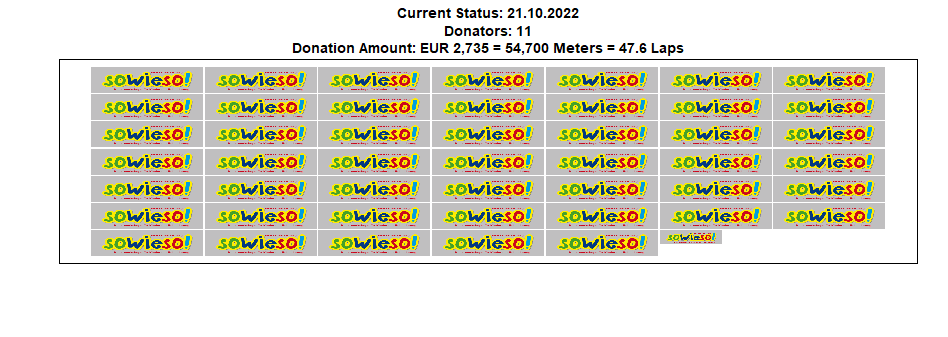 Current Status: 21.10.2022
Donators: 11
Donation Amount: EUR 2,735 = 54,700 Meters = 47.6 Laps
sowieso! sowieso! sowieso! sowieso! sowieso! sowieso! sowieso!
sowieso! sowieso! sowieso! sowieso! sowieso! sowieso! sowieso!
sowieso! sowieso! sowieso! sowieso! sowieso! sowieso! sowieso!
sowieso! sowieso! sowieso! sowieso! sowieso! sowieso! sowieso!
sowieso! sowieso! sowieso! sowieso! sowieso! sowieso! sowieso!
sowieso! sowieso! sowieso! sowieso! sowieso! sowieso! sowieso!
sowieso! sowieso! sowieso! sowieso! sowieso! sowieso!